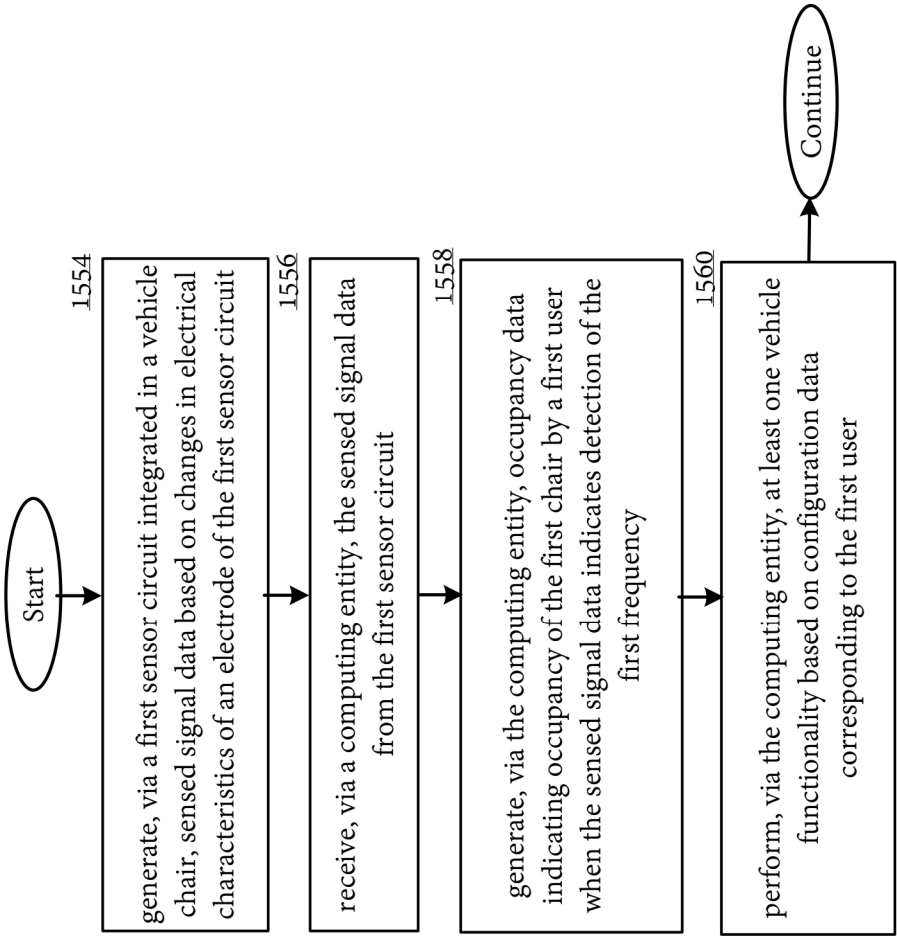 Start
1554
generate, via a first sensor circuit integrated in a vehicle
chair, sensed signal data based on changes in electrical
characteristics of an electrode of the first sensor circuit
1556
receive, via a computing entity, the sensed signal data
from the first sensor circuit
1558
generate, via the computing entity, occupancy data
indicating occupancy of the first chair by a first user
when the sensed signal data indicates detection of the
first frequency
1560
perform, via the computing entity, at least one vehicle
functionality based on configuration data
corresponding to the first user
Continue